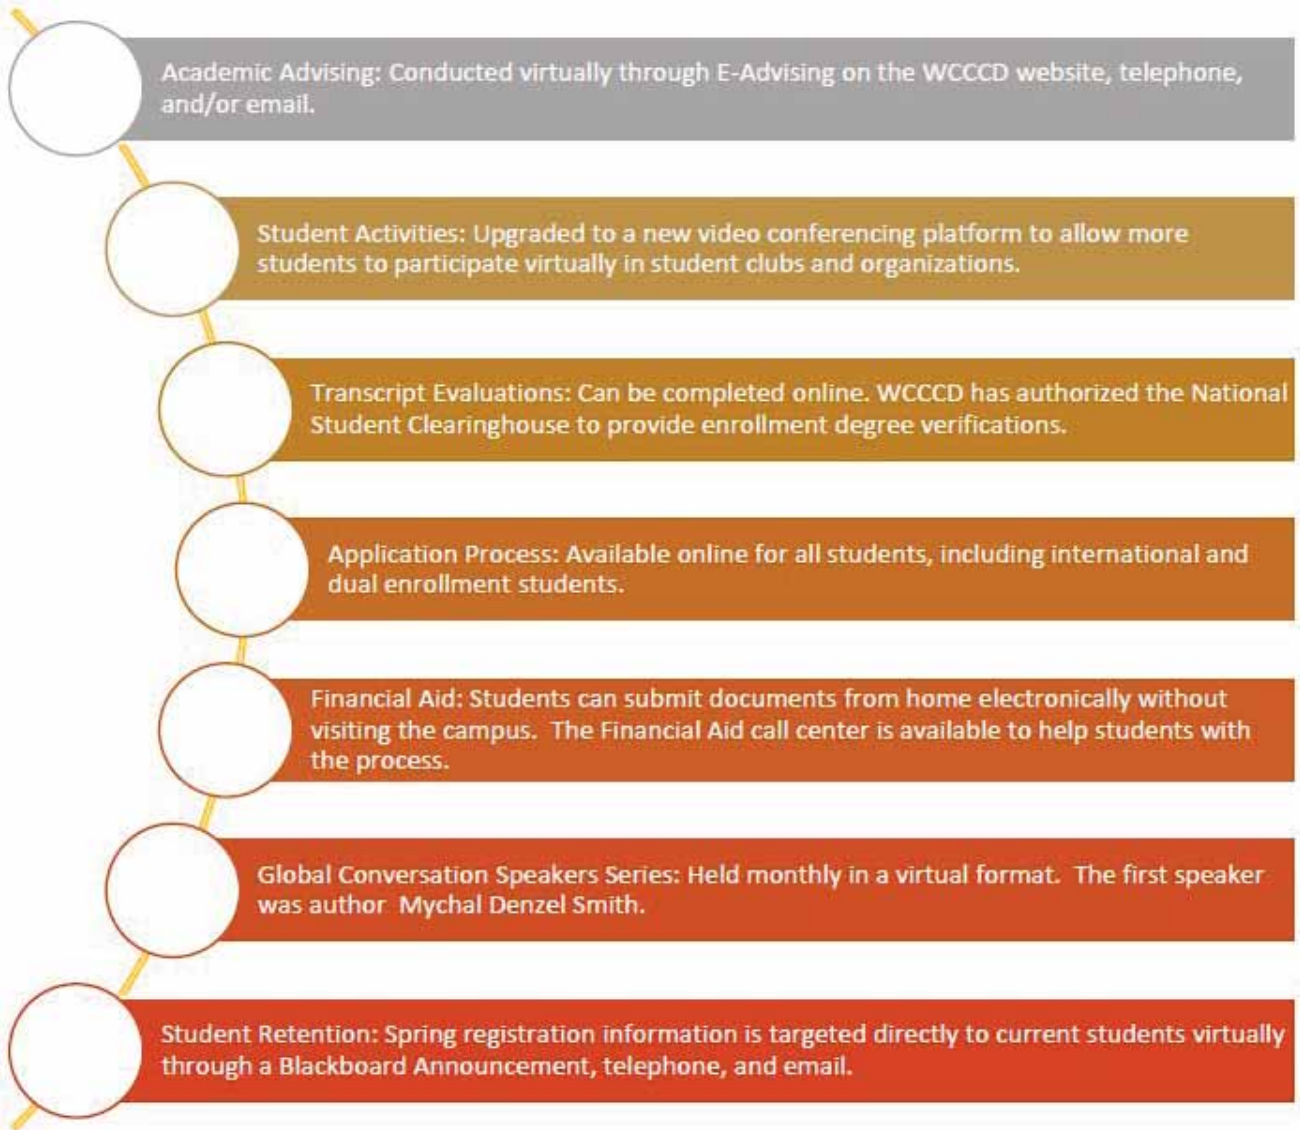 Academic Advising: Conducted virtually through E-Advising on the WCCCD website, telephone,
and/or email.
Student Activities: Upgraded to a new video conferencing platform to allow more
students to participate virtually in student clubs and organizations.
Transcript Evaluations: Can be completed online. WCCCD has authorized the National
Student Clearinghouse to provide enrollment degree verifications.
Application Process: Available online for all students, including international and
dual enrollment students.
Financial Aid: Students can submit documents from home electronically without
visiting the campus.  The Financial Aid call center is available to help students with
the process.
Global Conversation Speakers Series: Held monthly in a virtual format.  The first speaker
was author  Mychal Denzel Smith.
Student Retention: Spring registration information is targeted directly to current students virtually
through a Blackboard Announcement, telephone, and email.